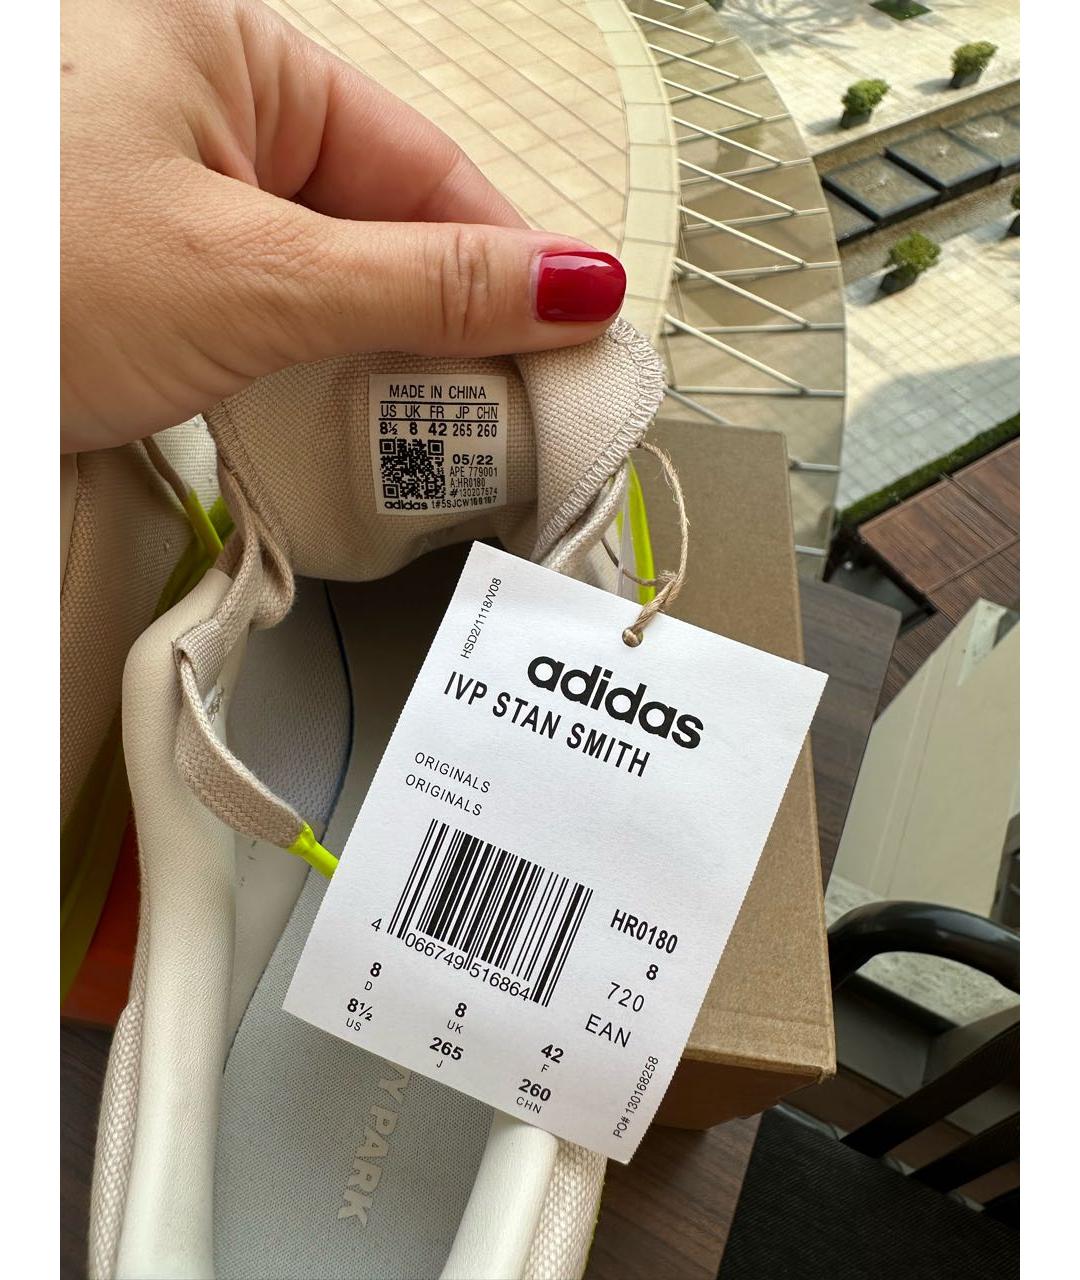 MADE IN CHINA
US UK FR JP CHN
8½ 8 42 265 260
05/22
APE 779001
A:HR0180
#130207674
adidas
HSD2/1118/V08
adidas
IVP STAN SMITH
ORIGINALS
ORIGINALS
4 066749 516864
HR0180
8
720
EAN
8
D
8½
US
8
UK
265
J
42
F
260
CHN
PO# 130168258
Y PARK